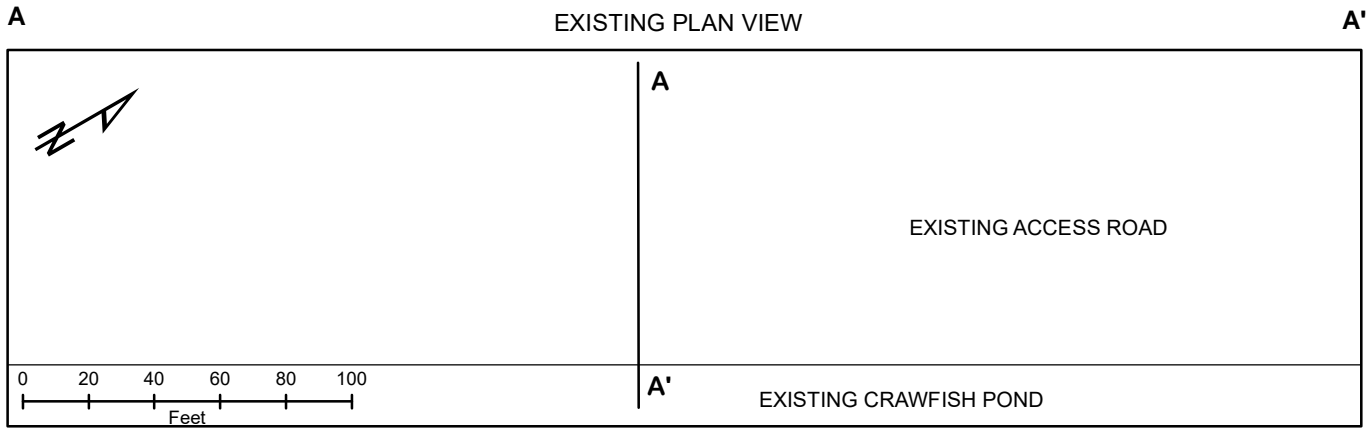 A EXISTING PLAN VIEW A'
A
N
EXISTING ACCESS ROAD
0 20 40 60 80 100
Feet
A'
EXISTING CRAWFISH POND